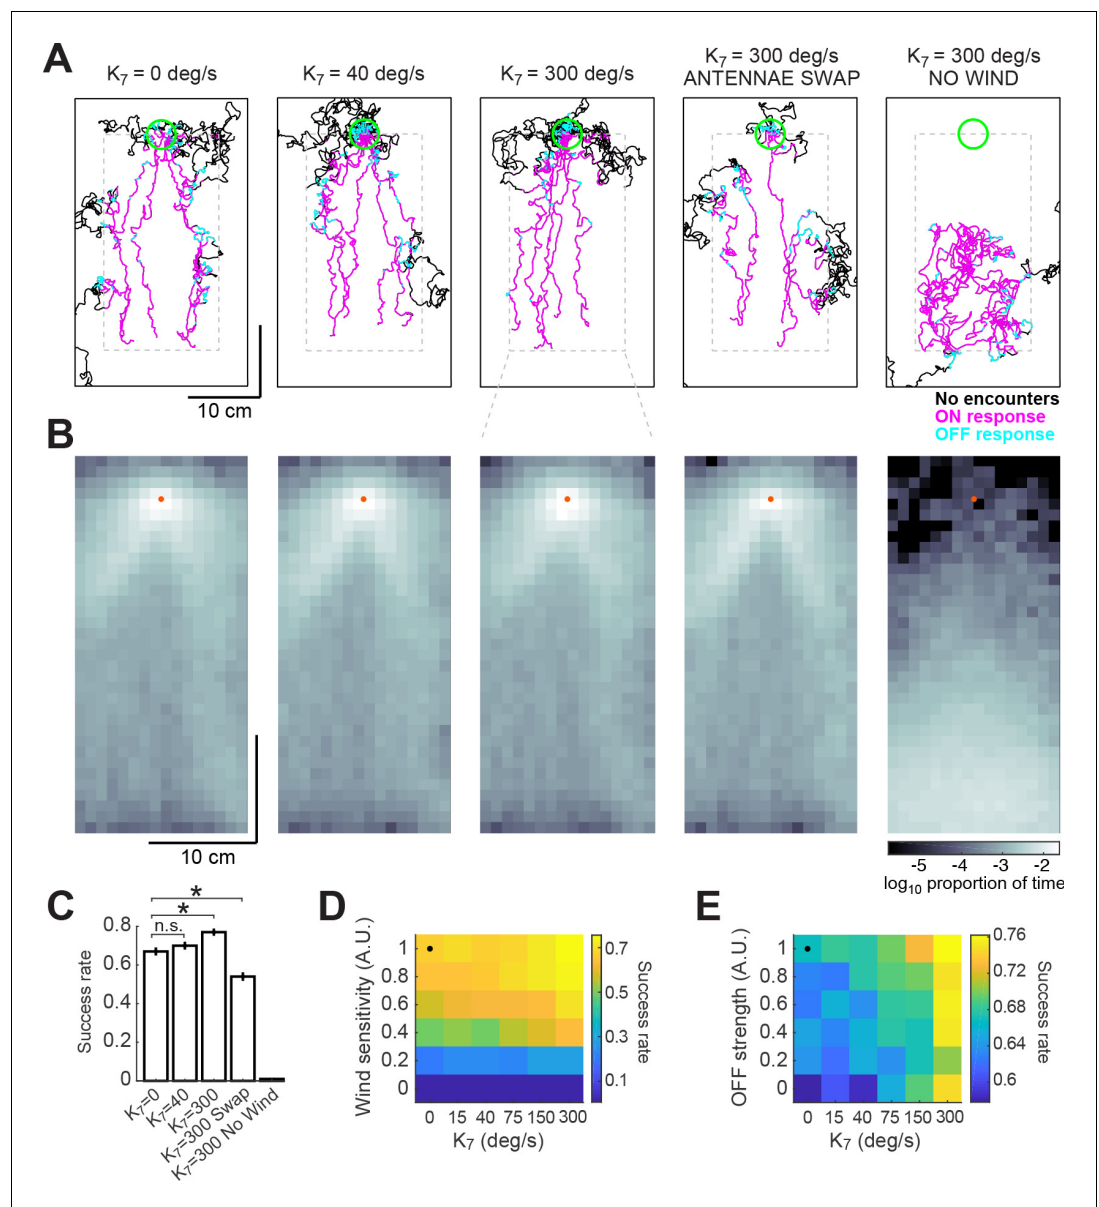 A
K7 = 0 deg/s
K7 = 40 deg/s
K7 = 300 deg/s
K7 = 300 deg/s
ANTENNAE SWAP
K7 = 300 deg/s
NO WIND
10 cm
No encounters
ON response
OFF response
B
10 cm
-5 -4 -3 -2
log10 proportion of time
C
Success rate
0.8
0.6
0.4
0.2
0
n.s.
*
*
K7=0
K7=40
K7=300
K7=300 Swap
K7=300 No Wind
D
Wind sensitivity (A.U.)
1
0.8
0.6
0.4
0.2
0
0 15 40 75 150 300
K7 (deg/s)
0.7
0.5
0.3
0.1
Success rate
E
OFF strength (A.U.)
1
0.8
0.6
0.4
0.2
0
0 15 40 75 150 300
K7 (deg/s)
0.76
0.72
0.68
0.64
0.6
Success rate